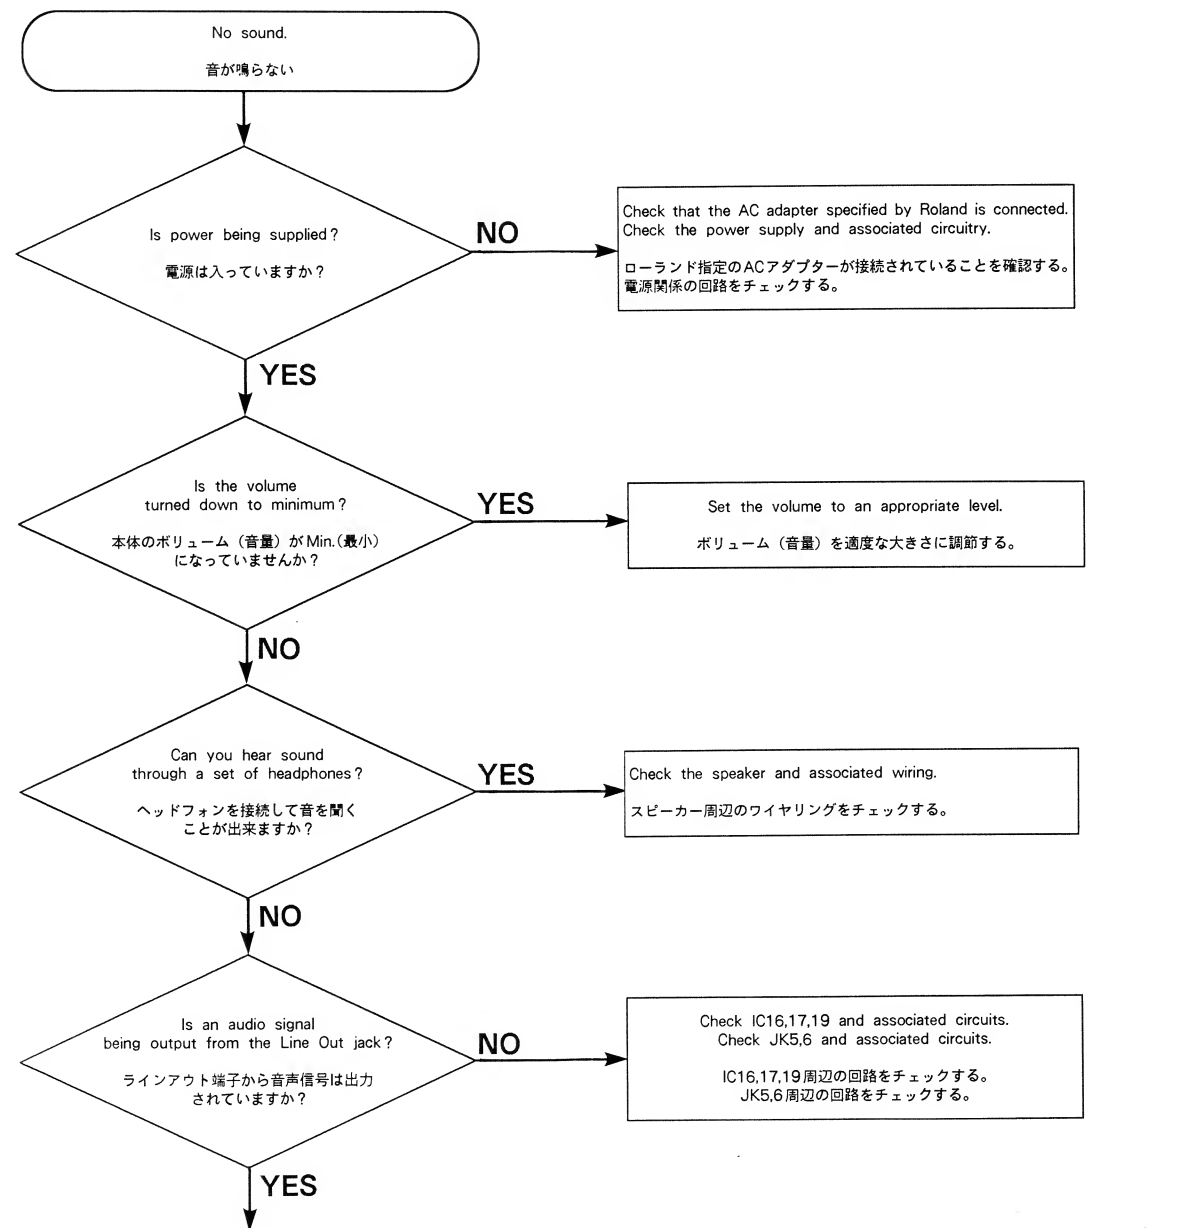 No sound.
音が鳴らない
Is power being supplied?
電源は入っていますか？
NO
Check that the AC adapter specified by Roland is connected.
Check the power supply and associated circuitry.
ローランド指定のACアダプターが接続されていることを確認する。
電源関係の回路をチェックする。
YES
Is the volume
turned down to minimum?
本体のボリューム（音量）がMin.（最小）
になっていませんか？
YES
Set the volume to an appropriate level.
ボリューム（音量）を適度な大きさに調節する。
NO
Can you hear sound
through a set of headphones?
ヘッドフォンを接続して音を聞く
ことが出来ますか？
YES
Check the speaker and associated wiring.
スピーカー周辺のワイヤリングをチェックする。
NO
Is an audio signal
being output from the Line Out jack?
ラインアウト端子から音声信号は出力
されていますか？
NO
Check IC16,17,19 and associated circuits.
Check JK5,6 and associated circuits.
IC16,17,19周辺の回路をチェックする。
JK5,6周辺の回路をチェックする。
YES